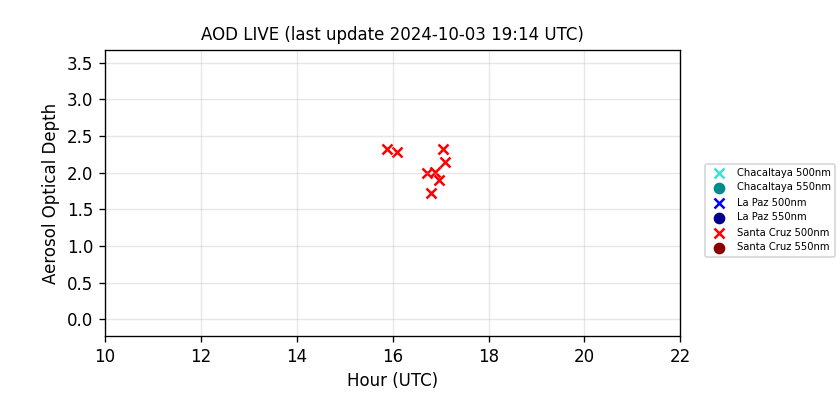 AOD LIVE (last update 2024-10-03 19:14 UTC)
Aerosol Optical Depth
3.5
3.0
2.5
2.0
1.5
1.0
0.5
0.0
10 12 14 16 18 20 22
Hour (UTC)
Chacaltaya 500nm
Chacaltaya 550nm
La Paz 500nm
La Paz 550nm
Santa Cruz 500nm
Santa Cruz 550nm